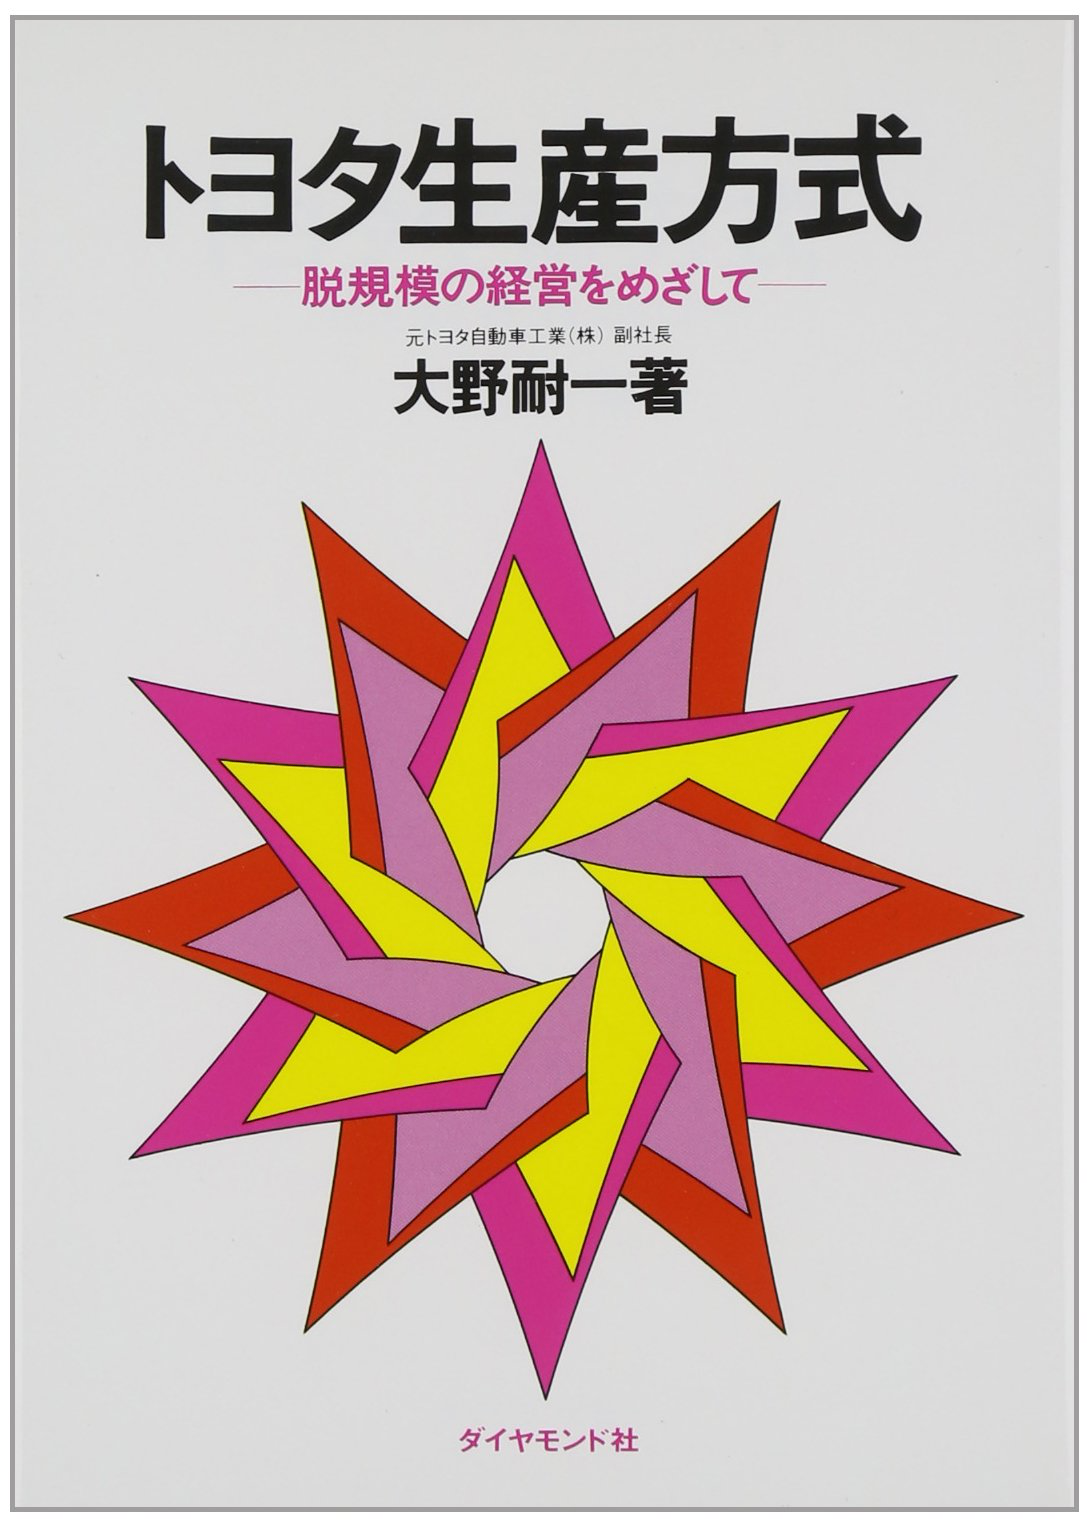 トヨタ生産方式
―脱規模の経営をめざして―
元トヨタ自動車工業(株) 副社長
大野耐一著
ダイヤモンド社